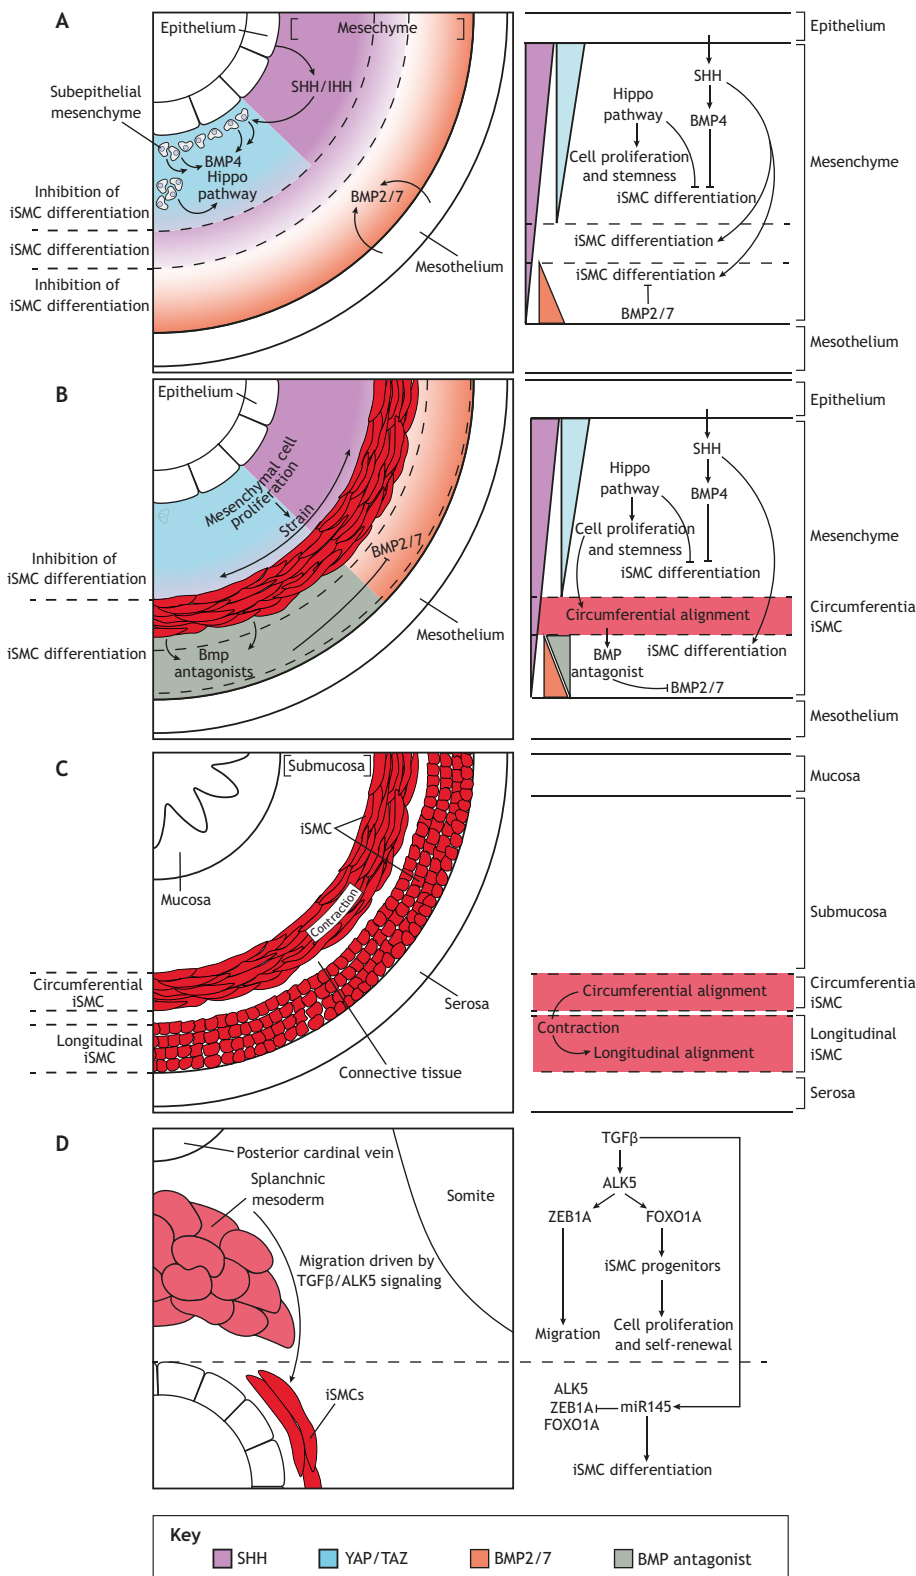 A
Epithelium
Mesechyme
SHH/IHH
Subepithelial
mesenchyme
BMP4
Hippo
pathway
BMP2/7
Mesothelium
Inhibition of
iSMC differentiation
iSMC differentiation
Inhibition of
iSMC differentiation
Epithelium
SHH
Hippo
pathway
BMP4
Cell proliferation
and stemness
iSMC differentiation
Mesenchyme
iSMC differentiation
iSMC differentiation
BMP2/7
Mesothelium
B
Epithelium
Mesenchymal cell
proliferation
Strain
BMP2/7
Inhibition of
iSMC differentiation
Mesothelium
iSMC differentiation
Bmp
antagonists
Epithelium
SHH
Hippo
pathway
BMP4
Cell proliferation
and stemness
iSMC differentiation
Mesenchyme
Circumferential alignment
Circumferentia
iSMC
iSMC differentiation
BMP
antagonist
BMP2/7
Mesothelium
C
Submucosa
iSMC
Mucosa
Contraction
Circumferential
iSMC
Serosa
Longitudinal
iSMC
Connective tissue
Mucosa
Submucosa
Circumferential alignment
Circumferentia
iSMC
Contraction
Longitudinal alignment
Longitudinal
iSMC
Serosa
D
Posterior cardinal vein
Splanchnic
mesoderm
Somite
Migration driven by
TGFβ/ALK5 signaling
iSMCs
TGFβ
ALK5
ZEB1A
FOXO1A
iSMC progenitors
Migration
Cell proliferation
and self-renewal
ALK5
ZEB1A
FOXO1A
miR145
iSMC differentiation
Key
SHH
YAP/TAZ
BMP2/7
BMP antagonist